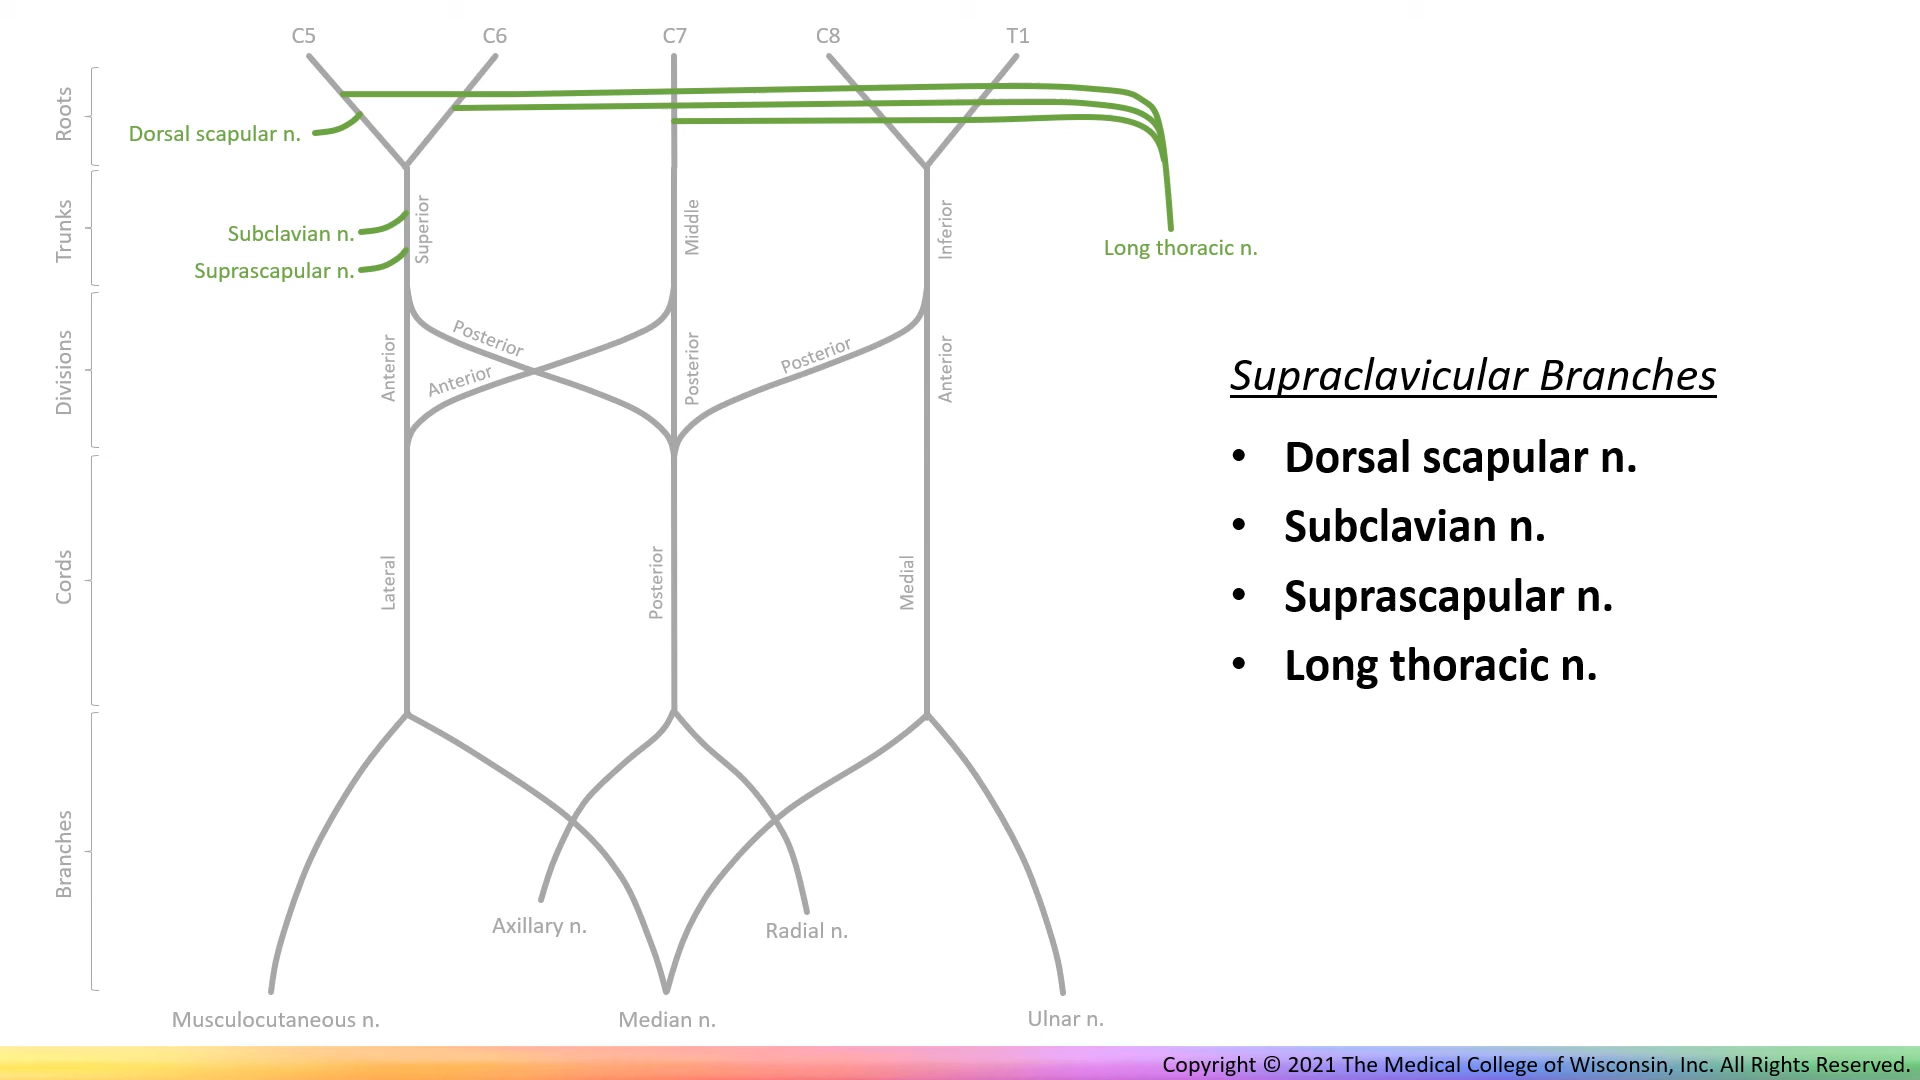 C5
C6
C7
C8
T1
Roots
Dorsal scapular n.
Trunks
Superior
Middle
Inferior
Subclavian n.
Suprascapular n.
Long thoracic n.
Divisions
Posterior
Anterior
Anterior
Posterior
Posterior
Anterior
Supraclavicular Branches
• Dorsal scapular n.
• Subclavian n.
• Suprascapular n.
• Long thoracic n.
Cords
Lateral
Posterior
Medial
Branches
Axillary n.
Radial n.
Musculocutaneous n.
Median n.
Ulnar n.
Copyright © 2021 The Medical College of Wisconsin, Inc. All Rights Reserved.